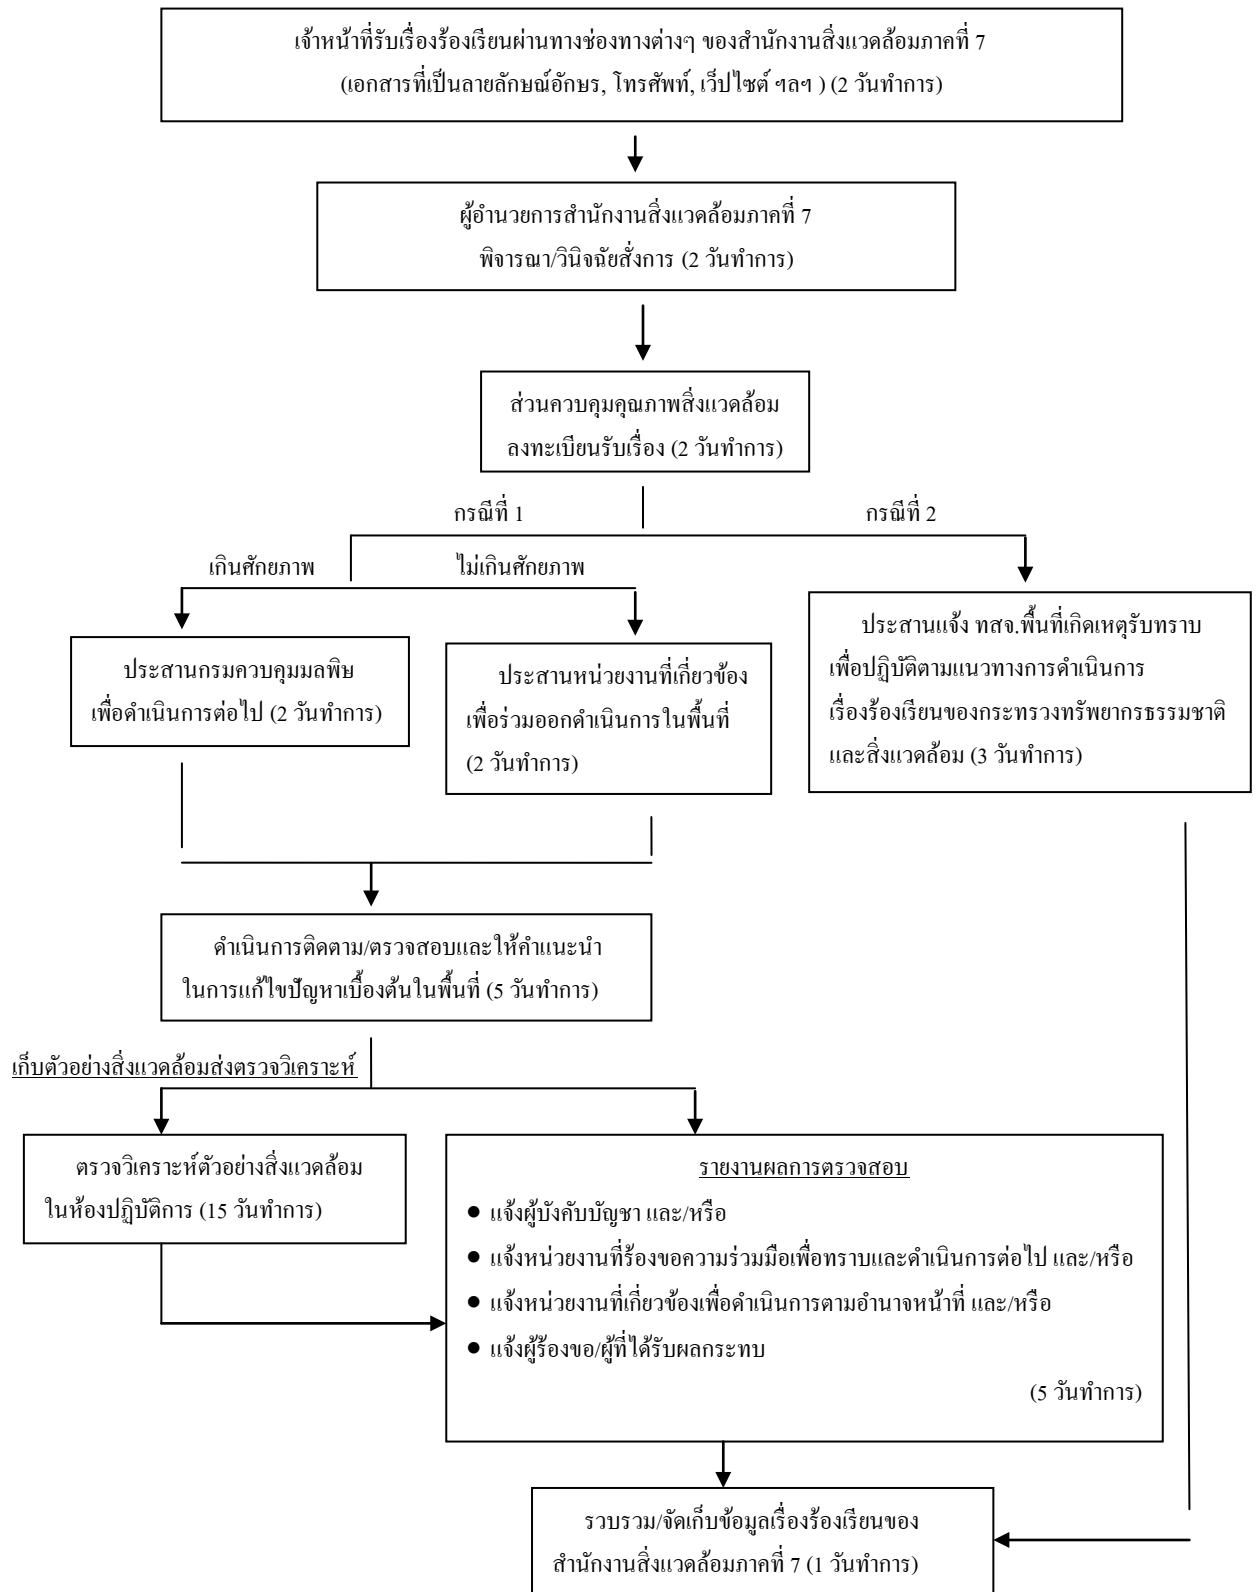 เจ้าหน้าที่รับเรื่องร้องเรียนผ่านทางช่องทางต่างๆ ของสำนักงานสิ่งแวดล้อมภาคที่ 7
(เอกสารที่เป็นลายลักษณ์อักษร, โทรศัพท์, เว็ปไซต์ ฯลฯ ) (2 วันทำการ)
ผู้อำนวยการสำนักงานสิ่งแวดล้อมภาคที่ 7
พิจารณา/วินิจฉัยสั่งการ (2 วันทำการ)
ส่วนควบคุมคุณภาพสิ่งแวดล้อม
ลงทะเบียนรับเรื่อง (2 วันทำการ)
กรณีที่ 1
กรณีที่ 2
เกินศักยภาพ
ไม่เกินศักยภาพ
ประสานกรมควบคุมมลพิษ
เพื่อดำเนินการต่อไป (2 วันทำการ)
ประสานหน่วยงานที่เกี่ยวข้อง
เพื่อร่วมออกดำเนินการในพื้นที่
(2 วันทำการ)
ประสานแจ้ง ทสจ.พื้นที่เกิดเหตุรับทราบ
เพื่อปฏิบัติตามแนวทางการดำเนินการ
เรื่องร้องเรียนของกระทรวงทรัพยากรธรรมชาติ
และสิ่งแวดล้อม (3 วันทำการ)
ดำเนินการติดตาม/ตรวจสอบและให้คำแนะนำ
ในการแก้ไขปัญหาเบื้องต้นในพื้นที่ (5 วันทำการ)
เก็บตัวอย่างสิ่งแวดล้อมส่งตรวจวิเคราะห์
ตรวจวิเคราะห์ตัวอย่างสิ่งแวดล้อม
ในห้องปฏิบัติการ (15 วันทำการ)
รายงานผลการตรวจสอบ
● แจ้งผู้บังคับบัญชา และ/หรือ
● แจ้งหน่วยงานที่ร้องขอความร่วมมือเพื่อทราบและดำเนินการต่อไป และ/หรือ
● แจ้งหน่วยงานที่เกี่ยวข้องเพื่อดำเนินการตามอำนาจหน้าที่ และ/หรือ
● แจ้งผู้ร้องขอ/ผู้ที่ได้รับผลกระทบ
(5 วันทำการ)
รวบรวม/จัดเก็บข้อมูลเรื่องร้องเรียนของ
สำนักงานสิ่งแวดล้อมภาคที่ 7 (1 วันทำการ)